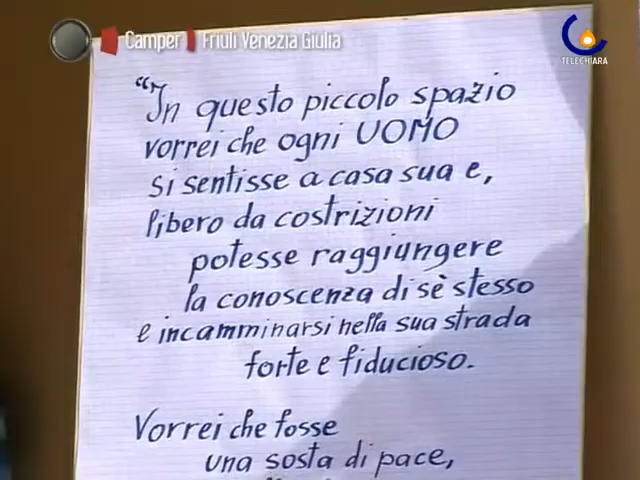 Camper Friuli Venezia Giulia
TELECHIARA
“In questo piccolo spazio
vorrei che ogni UOMO
si sentisse a casa sua e,
libero da costrizioni
potesse raggiungere
la conoscenza di sè stesso
e incamminarsi nella sua strada
forte e fiducioso.
Vorrei che fosse
una sosta di pace,